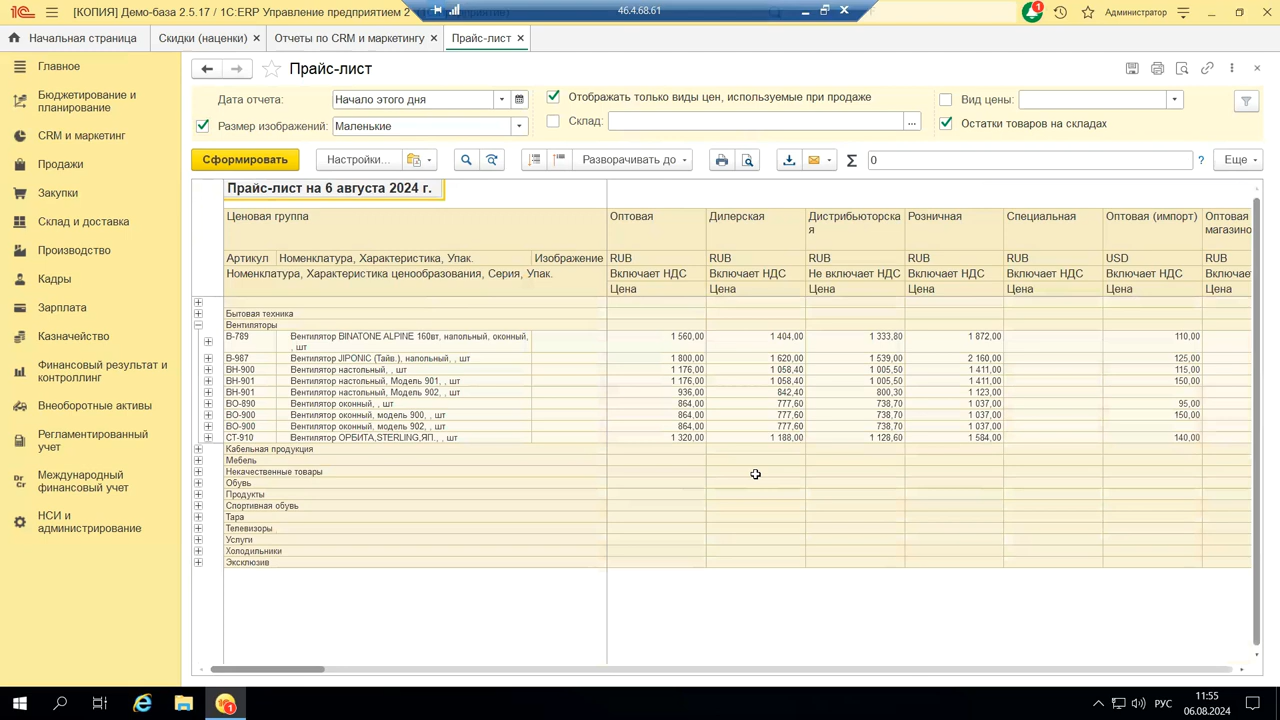 [КОПИЯ] Демо-база 2.5.17 / 1C:ERP Управление предприятием 2
46.4.68.61
1
Администратор
Начальная страница
Скидки (наценки)
Отчеты по CRM и маркетингу
Прайс-лист
Главное
Бюджетирование и
планирование
CRM и маркетинг
Продажи
Закупки
Склад и доставка
Производство
Кадры
Зарплата
Казначейство
Финансовый результат и
контроллинг
Внеоборотные активы
Регламентированный
учет
Международный
финансовый учет
НСИ и
администрирование
Прайс-лист
Дата отчета: Начало этого дня
Отображать только виды цен, используемые при продаже
Вид цены:
Размер изображений: Маленькие
Склад:
Остатки товаров на складах
Сформировать Настройки... Разворачивать до Σ 0 ? Еще
Прайс-лист на 6 августа 2024 г.
Ценовая группа Оптовая Дилерская Дистрибьюторска Розничная Специальная Оптовая (импорт) Оптовая
я магазино
Артикул Номенклатура, Характеристика, Упак. Изображение RUB RUB RUB RUB RUB USD RUB
Номенклатура, Характеристика ценообразования, Серия, Упак. Включает НДС Включает НДС Не включает НДС Включает НДС Включает НДС Включает НДС Включае
Цена Цена Цена Цена Цена Цена Цена
Бытовая техника
Вентиляторы
В-789 Вентилятор BINATONE ALPINE 160вт, напольный, оконный, 1 560,00 1 404,00 1 333,80 1 872,00 110,00
, шт
В-987 Вентилятор JIPONIC (Тайв.), напольный, , шт 1 800,00 1 620,00 1 539,00 2 160,00 125,00
ВН-900 Вентилятор настольный, , шт 1 176,00 1 058,40 1 005,50 1 411,00 115,00
ВН-901 Вентилятор настольный, Модель 901, , шт 1 176,00 1 058,40 1 005,50 1 411,00 150,00
ВН-901 Вентилятор настольный, Модель 902, , шт 936,00 842,40 800,30 1 123,00
ВО-890 Вентилятор оконный, , шт 864,00 777,60 738,70 1 037,00 95,00
ВО-900 Вентилятор оконный, модель 900, , шт 864,00 777,60 738,70 1 037,00 150,00
ВО-900 Вентилятор оконный, модель 902, , шт 864,00 777,60 738,70 1 037,00
СТ-910 Вентилятор ОРБИТА,STERLING,ЯП., , шт 1 320,00 1 188,00 1 128,60 1 584,00 140,00
Кабельная продукция
Мебель
Некачественные товары
Обувь
Продукты
Спортивная обувь
Тара
Телевизоры
Услуги
Холодильники
Эксклюзив
РУС
11:55
06.08.2024